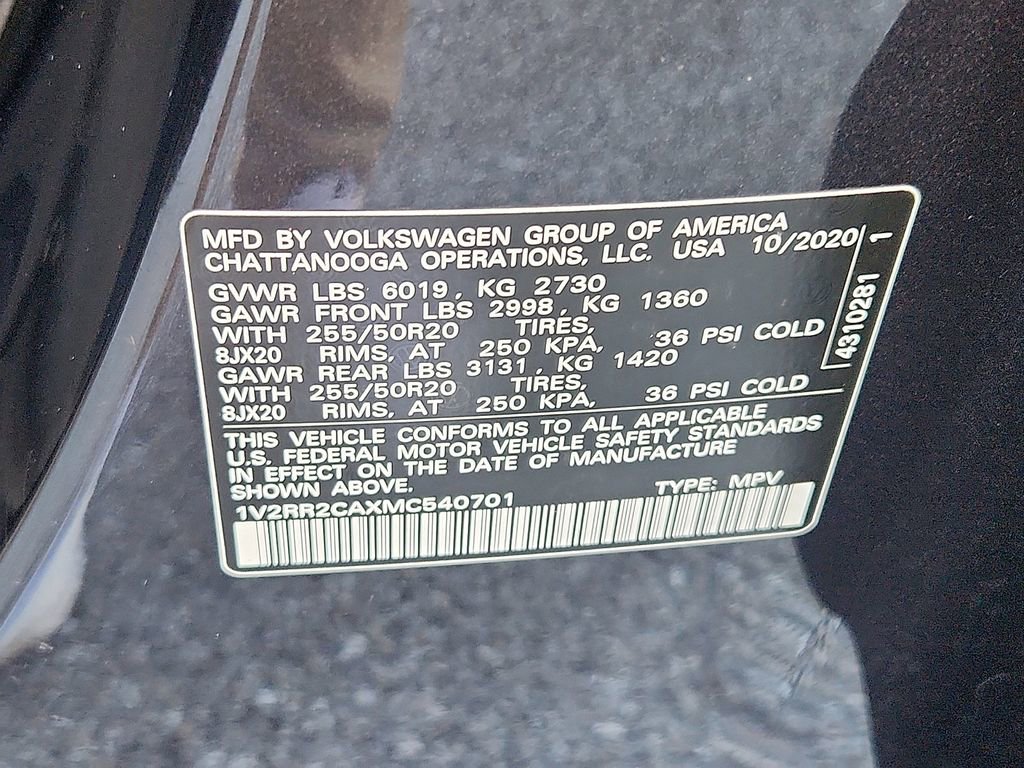 MFD BY VOLKSWAGEN GROUP OF AMERICA
CHATTANOOGA OPERATIONS, LLC. USA 10/2020
GVWR LBS 6019, KG 2730
GAWR FRONT LBS 2998, KG 1360
WITH 255/50R20 TIRES,
8JX20 RIMS, AT 250 KPA, 36 PSI COLD
GAWR REAR LBS 3131, KG 1420
WITH 255/50R20 TIRES,
8JX20 RIMS, AT 250 KPA, 36 PSI COLD
4310281 1
THIS VEHICLE CONFORMS TO ALL APPLICABLE
U.S. FEDERAL MOTOR VEHICLE SAFETY STANDARDS
IN EFFECT ON THE DATE OF MANUFACTURE
SHOWN ABOVE.
1V2RR2CAXMC540701 TYPE: MPV